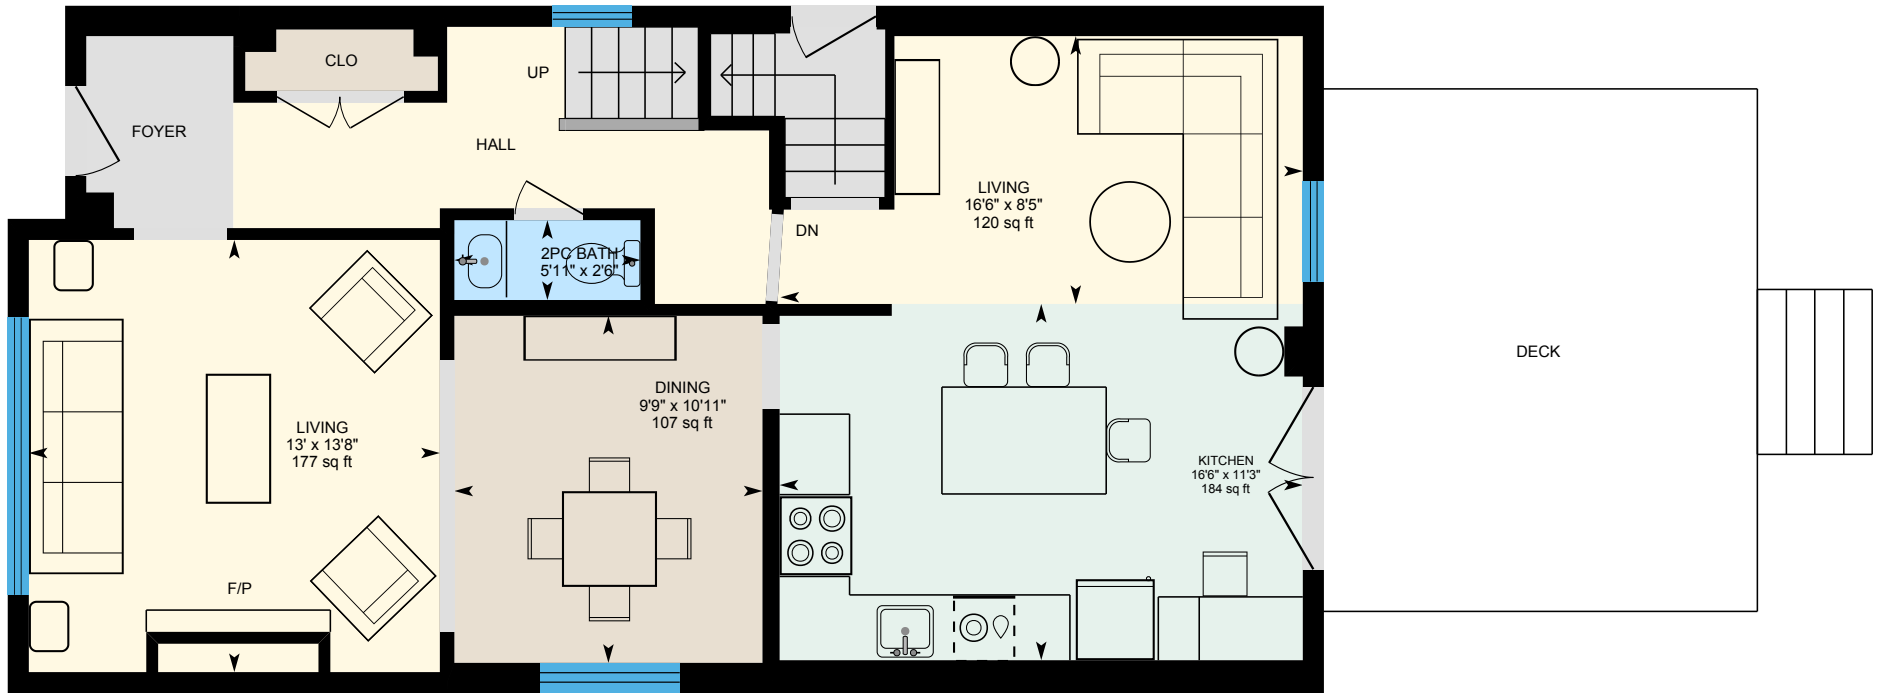 CLO
UP
FOYER
HALL
LIVING
16'6" x 8'5"
120 sq ft
DN
2PC BATH
5'11" x 2'6"
DECK
DINING
9'9" x 10'11"
107 sq ft
LIVING
13' x 13'8"
177 sq ft
KITCHEN
16'6" x 11'3"
184 sq ft
F/P